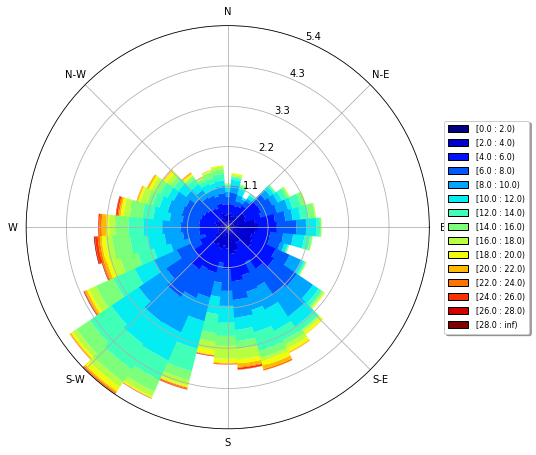 N
5.4
N-W
4.3
N-E
3.3
[0.0 : 2.0)
[2.0 : 4.0)
2.2
[4.0 : 6.0)
[6.0 : 8.0)
1.1
[8.0 : 10.0)
[10.0 : 12.0)
[12.0 : 14.0)
W
E
[14.0 : 16.0)
[16.0 : 18.0)
[18.0 : 20.0)
[20.0 : 22.0)
[22.0 : 24.0)
[24.0 : 26.0)
[26.0 : 28.0)
[28.0 : inf)
S-W
S-E
S